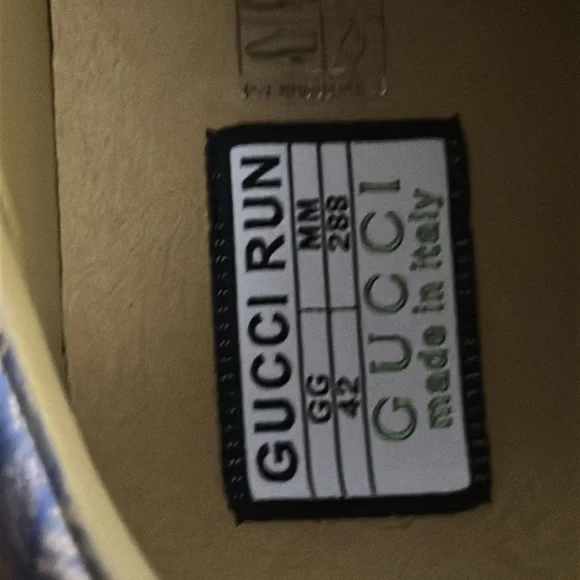 GUCCI RUN
GG MM
42 288
GUCCI
made in italy